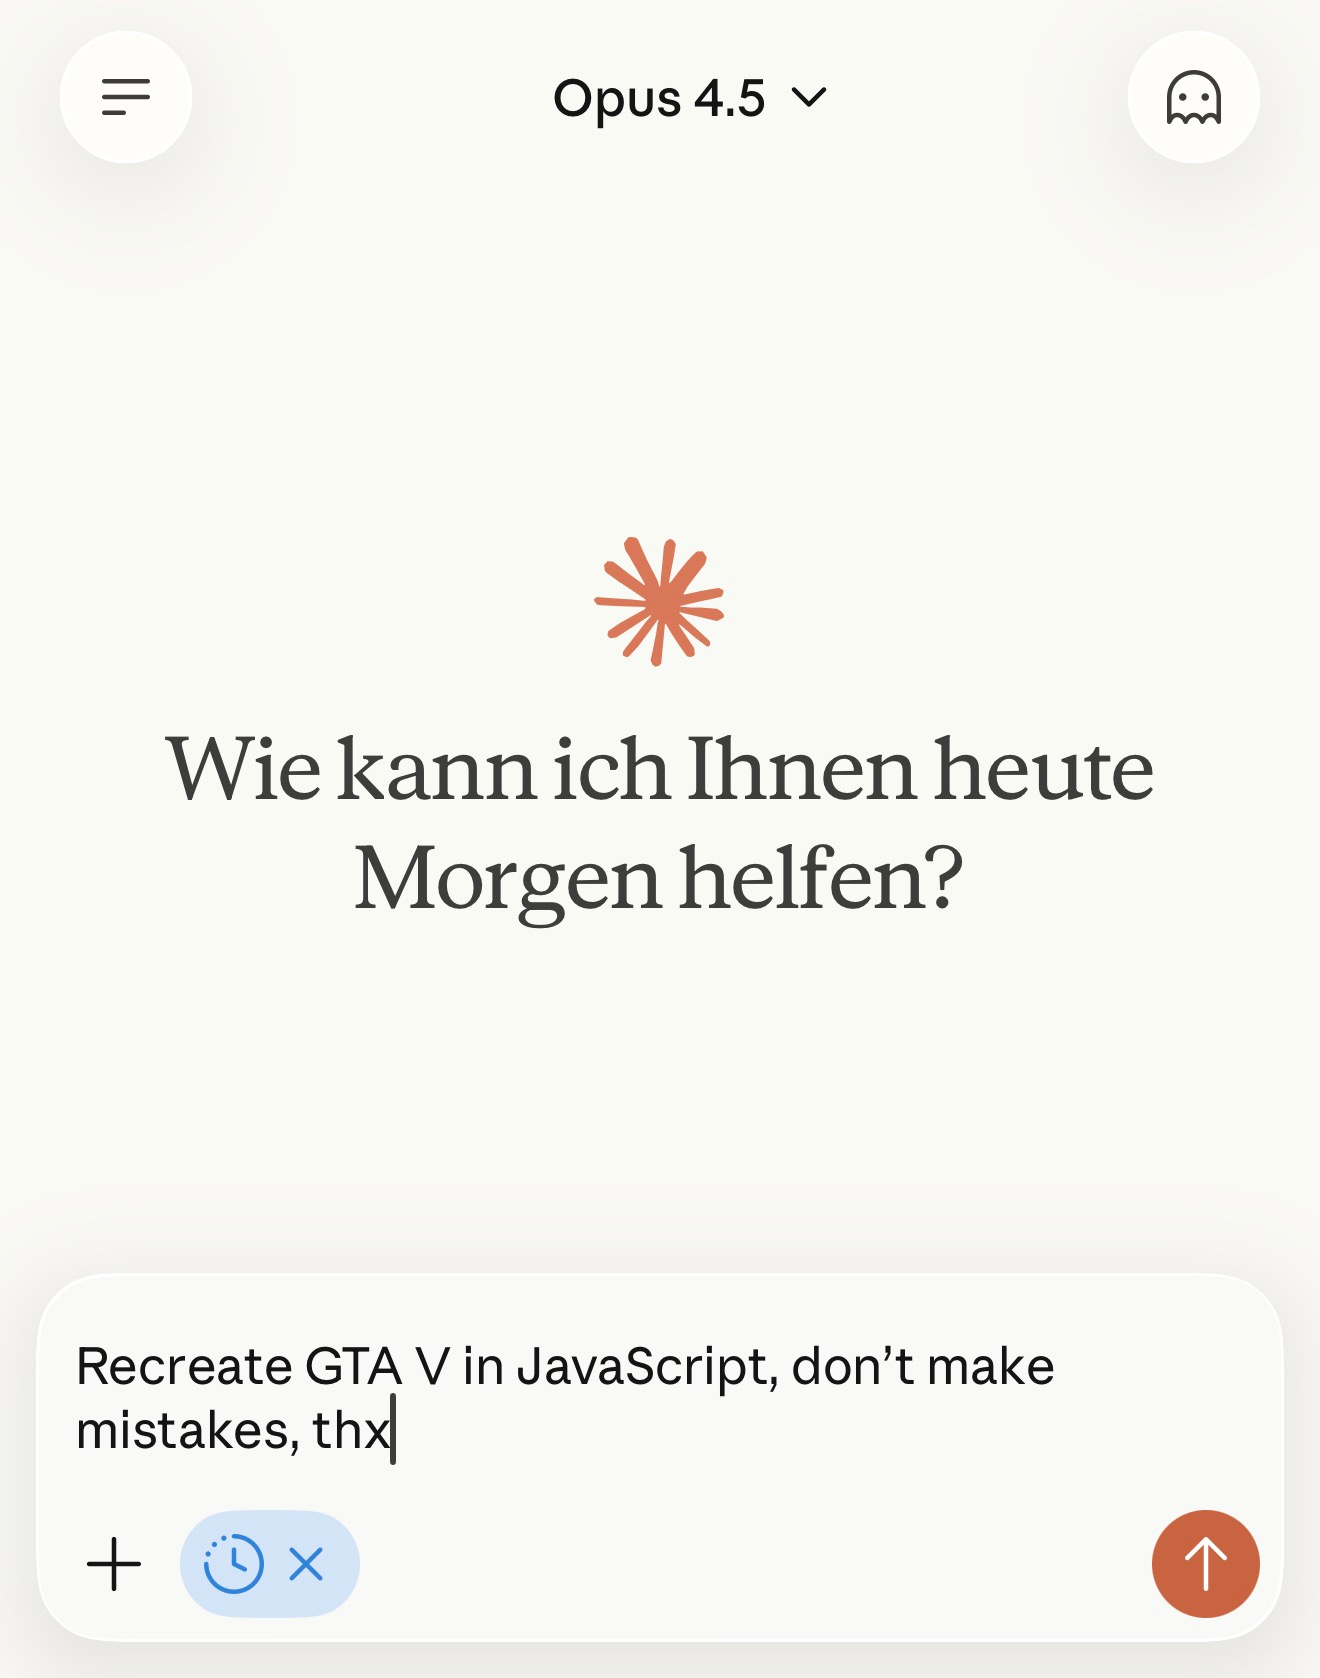 Opus 4.5
Wie kann ich Ihnen heute
Morgen helfen?
Recreate GTA V in JavaScript, don’t make
mistakes, thx